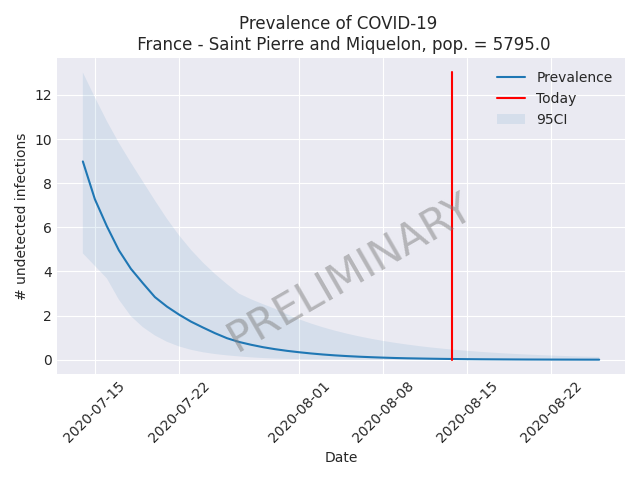 Prevalence of COVID-19
France - Saint Pierre and Miquelon, pop. = 5795.0
Prevalence
Today
95CI
12
10
8
6
4
2
0
# undetected infections
PRELIMINARY
2020-07-15
2020-07-22
2020-08-01
2020-08-08
2020-08-15
2020-08-22
Date